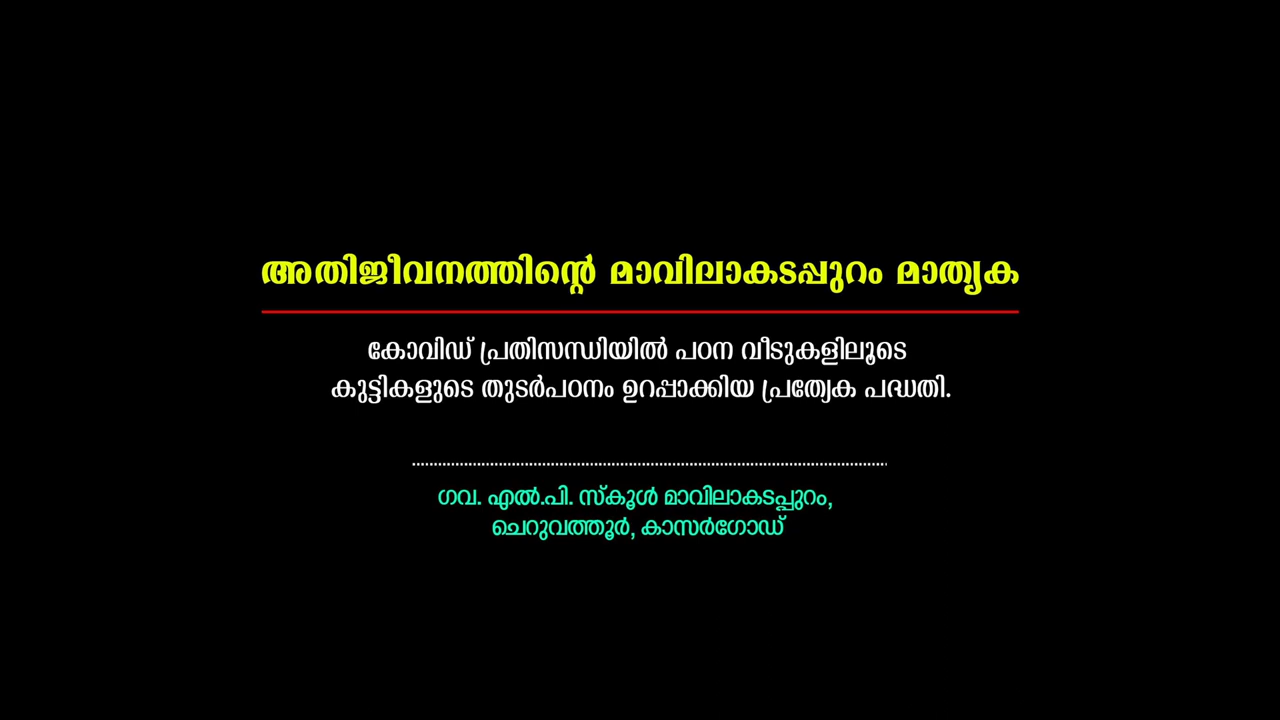 അതിജീവനത്തിന്റെ മാവിലാകടപ്പുറം മാതൃക
കോവിഡ് പ്രതിസന്ധിയിൽ പഠന വീടുകളിലൂടെ
കുട്ടികളുടെ തുടർപഠനം ഉറപ്പാക്കിയ പ്രത്യേക പദ്ധതി.
ഗവ. എൽ.പി. സ്കൂൾ മാവിലാകടപ്പുറം,
ചെറുവത്തൂർ, കാസർഗോഡ്